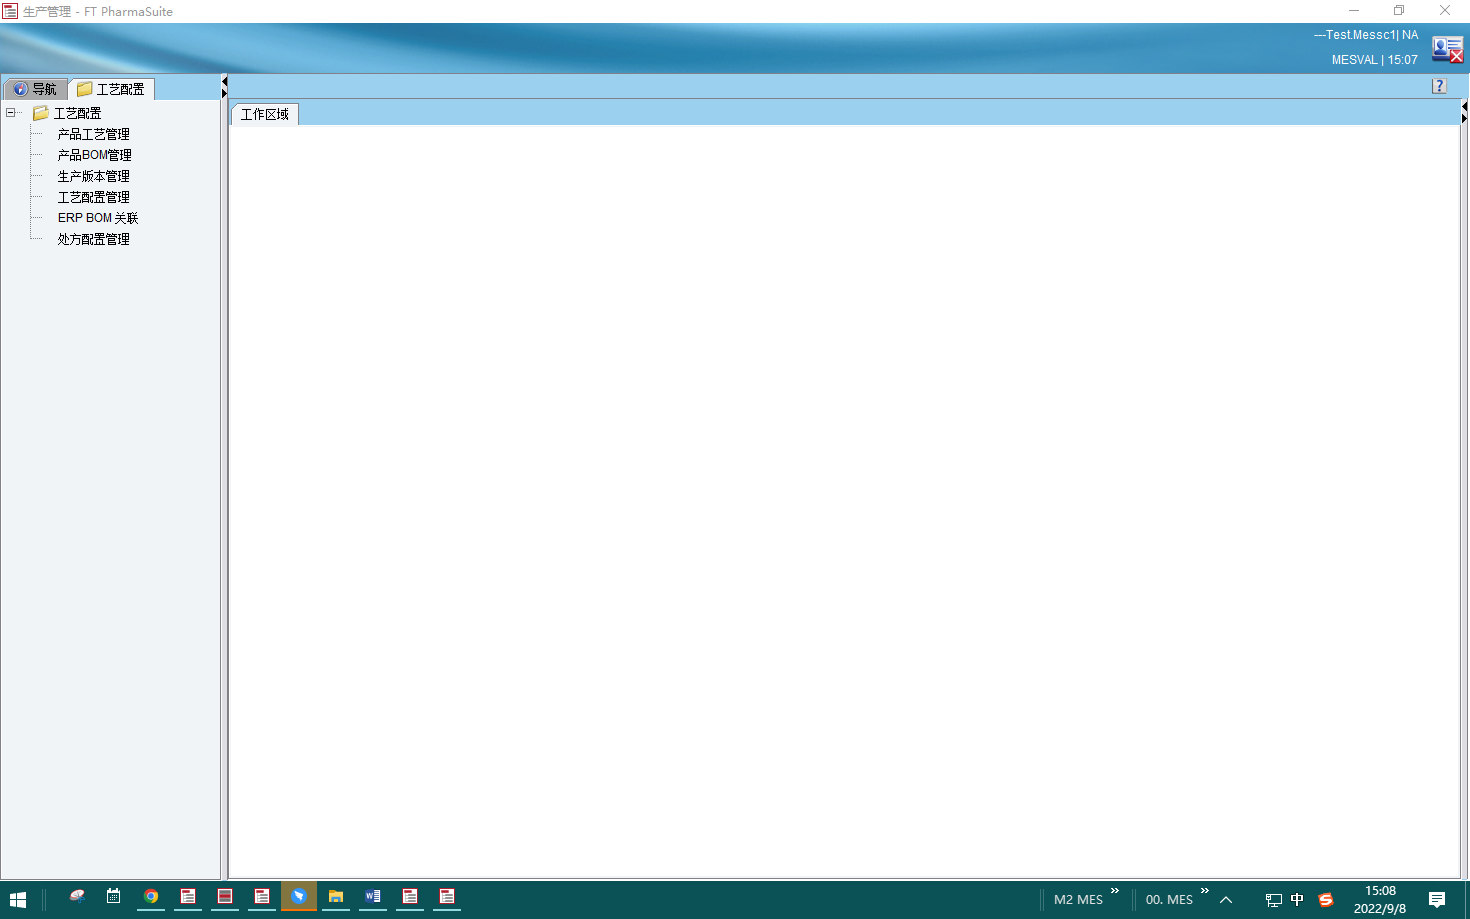 生产管理 - FT PharmaSuite
---Test.Messc1| NA
MESVAL | 15:07
导航
工艺配置
?
工艺配置
工作区域
产品工艺管理
产品BOM管理
生产版本管理
工艺配置管理
ERP BOM 关联
处方配置管理
M2 MES
00. MES
中
15:08
2022/9/8